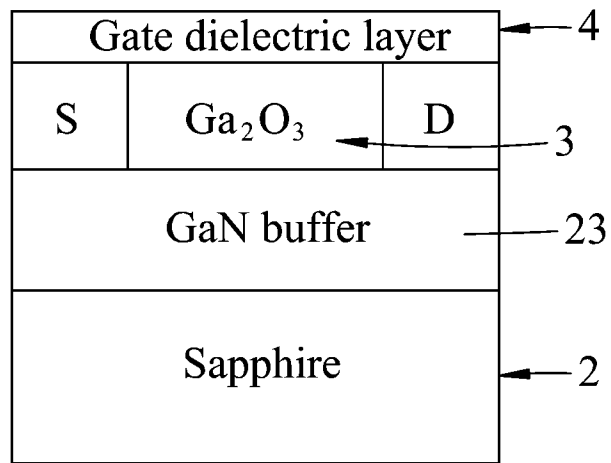 Gate dielectric layer 4
S Ga₂O₃ D 3
GaN buffer 23
Sapphire 2